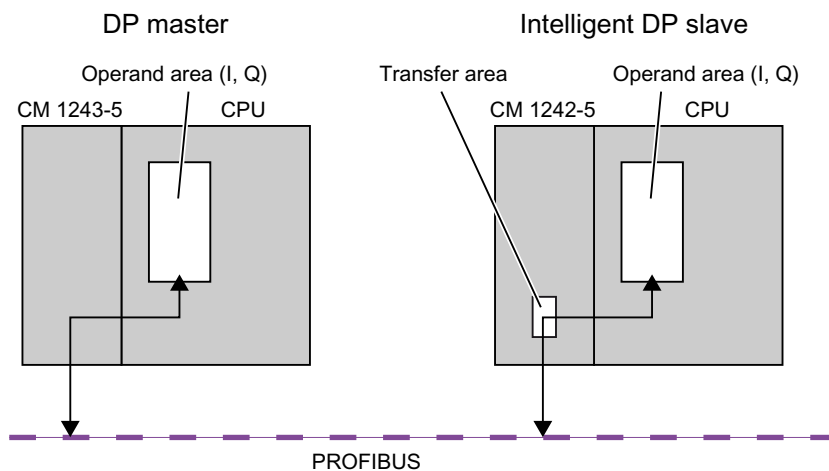 DP master
Intelligent DP slave
Operand area (I, Q)
Transfer area
Operand area (I, Q)
CM 1243-5
CPU
CM 1242-5
CPU
PROFIBUS